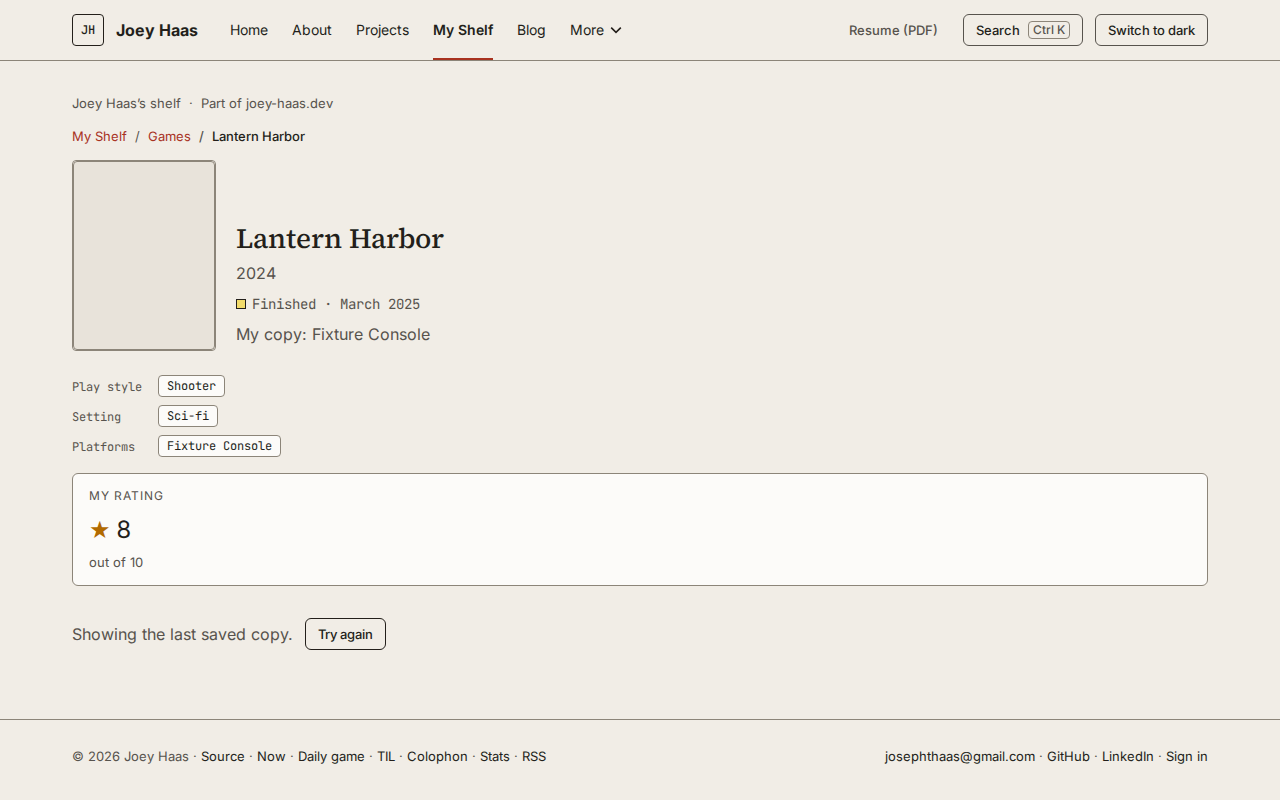 JH Joey Haas Home About Projects My Shelf Blog More Resume (PDF) Search Ctrl K Switch to dark
Joey Haas's shelf · Part of joey-haas.dev
My Shelf / Games / Lantern Harbor
Lantern Harbor
2024
Finished · March 2025
My copy: Fixture Console
Play style Shooter
Setting Sci-fi
Platforms Fixture Console
MY RATING
★ 8
out of 10
Showing the last saved copy. Try again
© 2026 Joey Haas · Source · Now · Daily game · TIL · Colophon · Stats · RSS josephthaas@gmail.com · GitHub · LinkedIn · Sign in